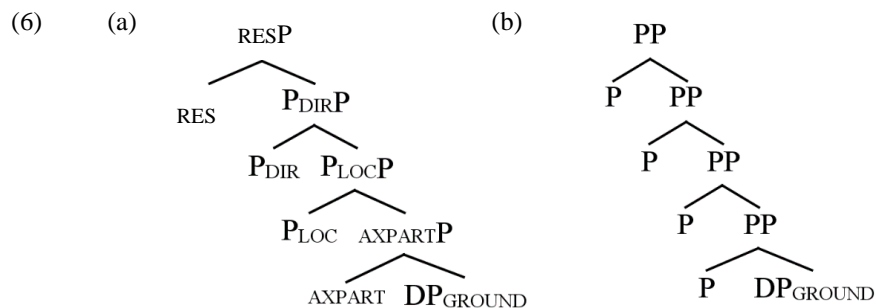 (6) (a) RESP (b) PP
RES PDIRP P PP
PDIR PLOCP P PP
PLOC AXPARTP P PP
AXPART DPGROUND P DPGROUND